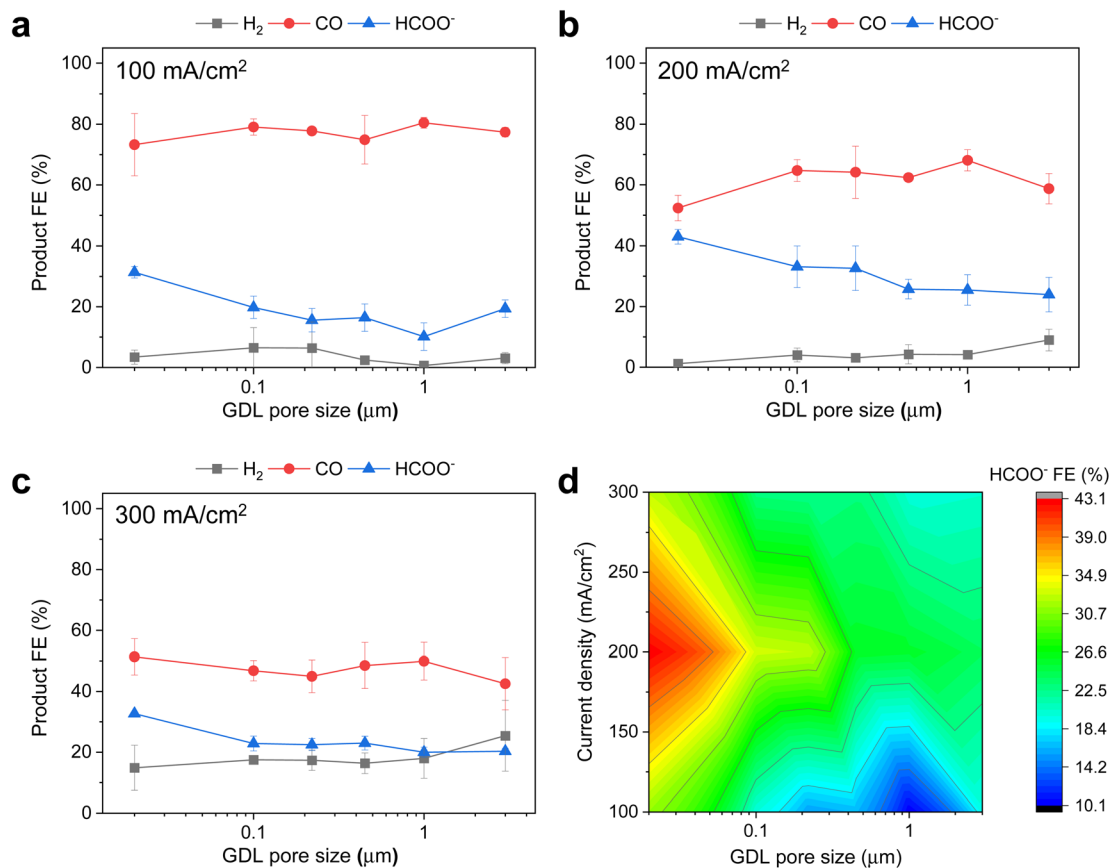 a
H₂ CO HCOO⁻
100 mA/cm²
100
80
60
40
20
0
Product FE (%)
0.1 1
GDL pore size (μm)
b
H₂ CO HCOO⁻
200 mA/cm²
100
80
60
40
20
0
Product FE (%)
0.1 1
GDL pore size (μm)
c
H₂ CO HCOO⁻
300 mA/cm²
100
80
60
40
20
0
Product FE (%)
0.1 1
GDL pore size (μm)
d
HCOO⁻ FE (%)
300
250
200
150
100
Current density (mA/cm²)
0.1 1
GDL pore size (μm)
43.1
39.0
34.9
30.7
26.6
22.5
18.4
14.2
10.1